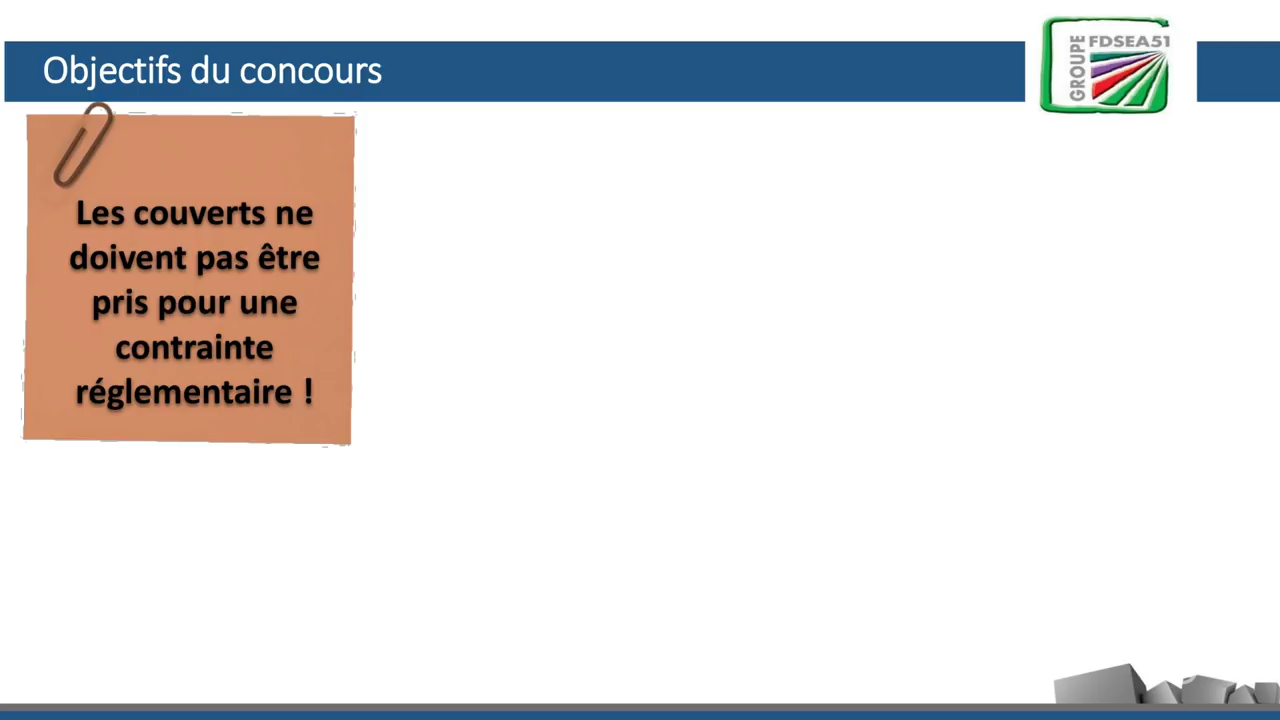 Objectifs du concours
GROUPE
FDSEA51
Les couverts ne
doivent pas être
pris pour une
contrainte
réglementaire !